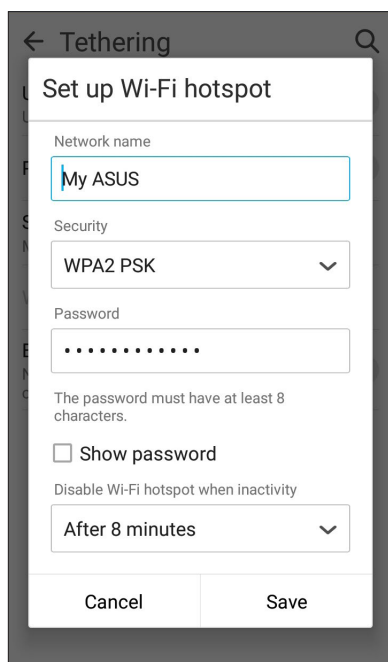 Tethering
Set up Wi-Fi hotspot
Network name
My ASUS
Security
WPA2 PSK
Password
••••••••••••
The password must have at least 8
characters.
Show password
Disable Wi-Fi hotspot when inactivity
After 8 minutes
Cancel Save